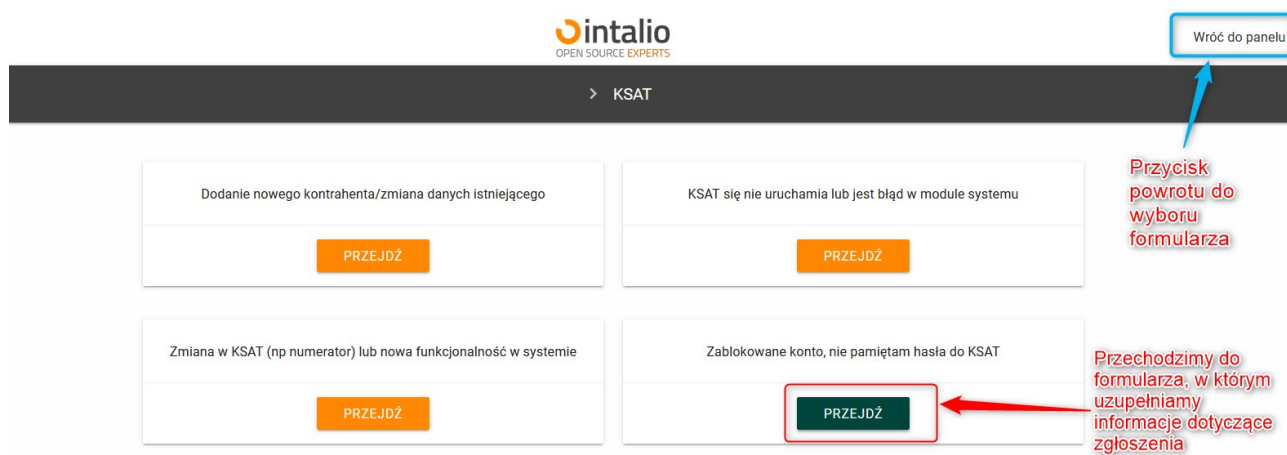 intalio
OPEN SOURCE EXPERTS
Wróć do panelu
> KSAT
Przycisk
powrotu do
wyboru
formularza
Dodanie nowego kontrahenta/zmiana danych istniejącego
KSAT się nie uruchamia lub jest błąd w module systemu
PRZEJDŹ
PRZEJDŹ
Zmiana w KSAT (np numerator) lub nowa funkcjonalność w systemie
Zablokowane konto, nie pamiętam hasła do KSAT
PRZEJDŹ
PRZEJDŹ
Przechodzimy do
formularza, w którym
uzupełniamy
informacje dotyczące
zgłoszenia